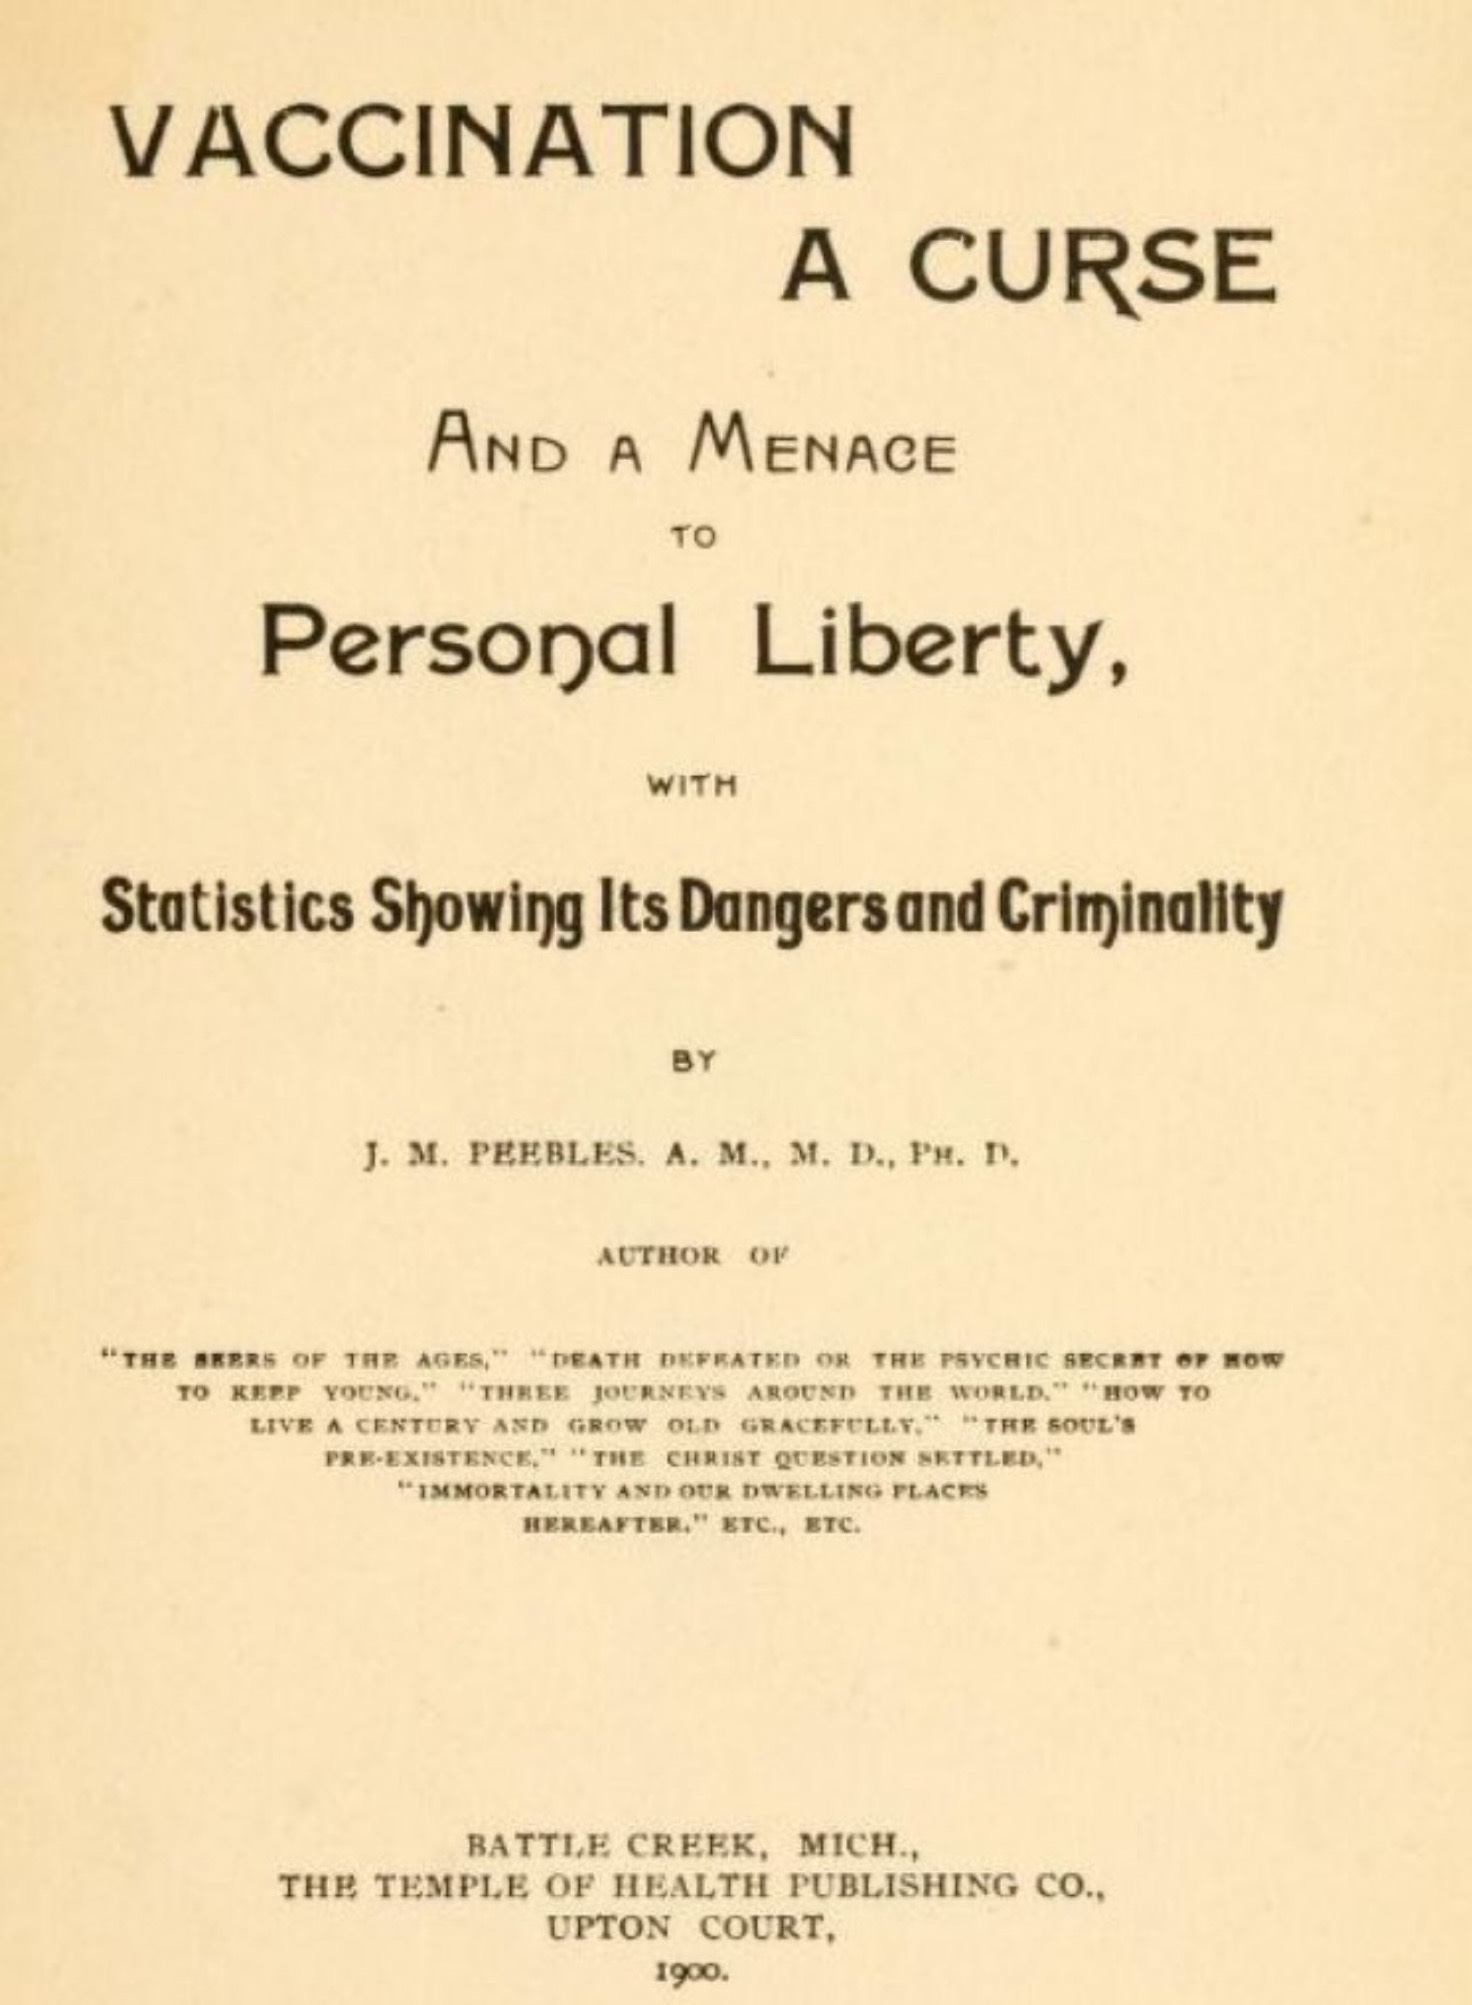 VACCINATION
A CURSE
AND A MENACE
TO
Personal Liberty,
WITH
Statistics Showing Its Dangers and Criminality
BY
J. M. PEEBLES. A. M., M. D., PH. D.
AUTHOR OF
"THE SEERS OF THE AGES," "DEATH DEFEATED OR THE PSYCHIC SECRET OF HOW
TO KEEP YOUNG." "THREE JOURNEYS AROUND THE WORLD." "HOW TO
LIVE A CENTURY AND GROW OLD GRACEFULLY," "THE SOUL'S
PRE-EXISTENCE," "THE CHRIST QUESTION SETTLED,"
"IMMORTALITY AND OUR DWELLING PLACES
HEREAFTER." ETC., ETC.
BATTLE CREEK, MICH.,
THE TEMPLE OF HEALTH PUBLISHING CO.,
UPTON COURT,
1900.